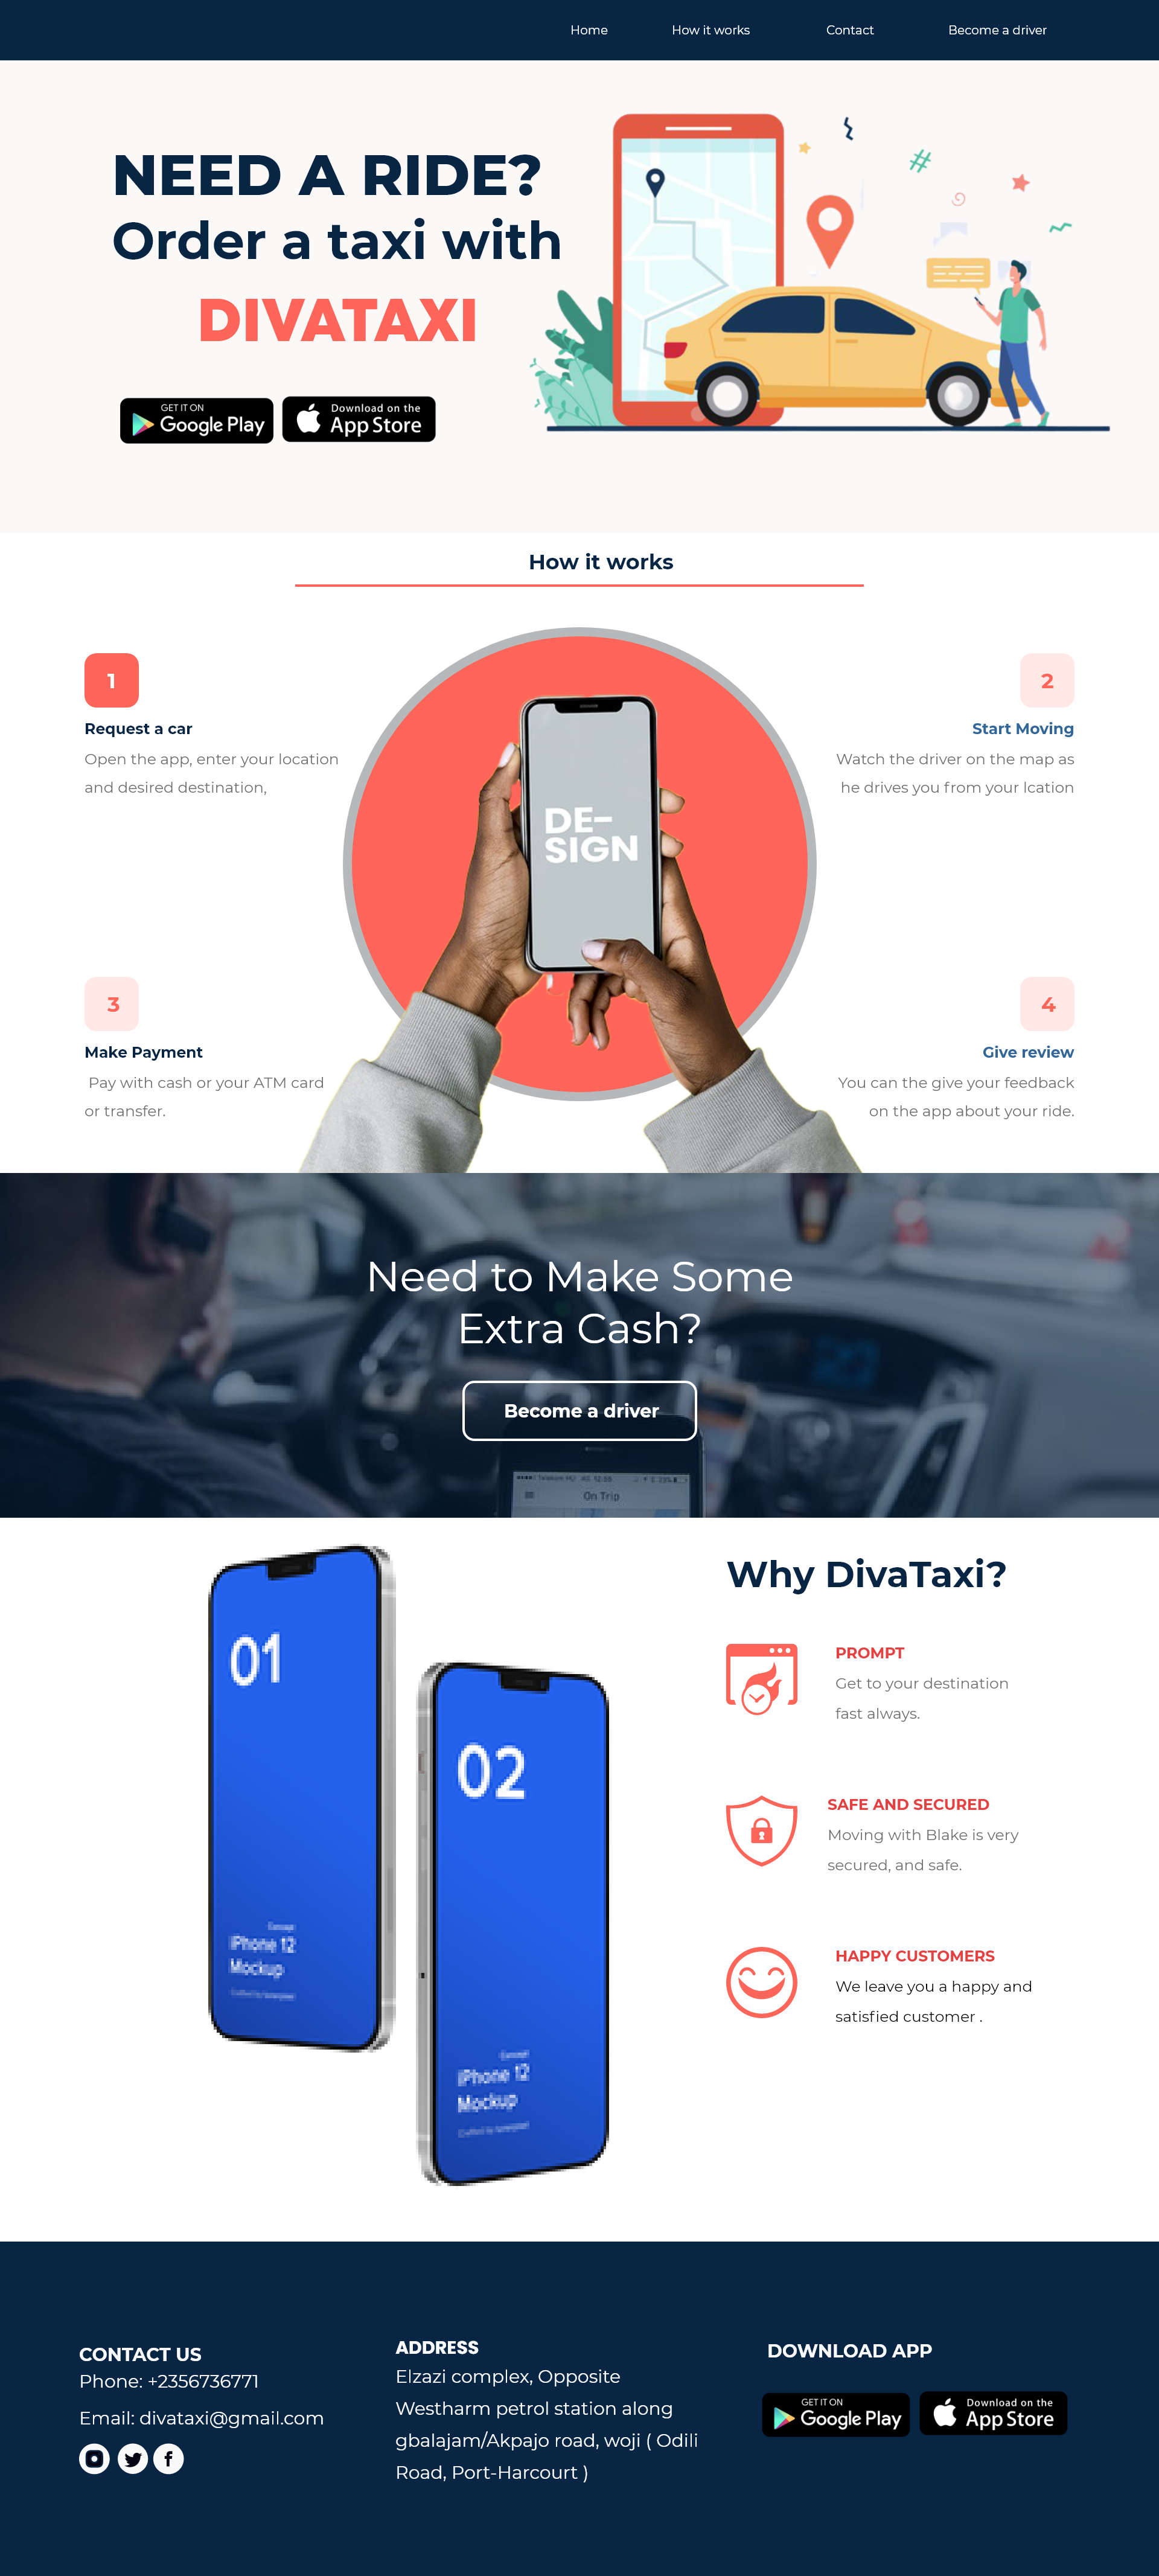 Home How it works Contact Become a driver
NEED A RIDE?
Order a taxi with
DIVATAXI
GET IT ON
Google Play
Download on the
App Store
How it works
1
Request a car
Open the app, enter your location
and desired destination,
2
Start Moving
Watch the driver on the map as
he drives you from your lcation
DE–
SIGN
3
Make Payment
Pay with cash or your ATM card
or transfer.
4
Give review
You can the give your feedback
on the app about your ride.
Need to Make Some
Extra Cash?
Become a driver
Telekom HU 4G 12:55 23%
On Trip
01
iPhone 12
Mockup
02
iPhone 12
Mockup
Why DivaTaxi?
PROMPT
Get to your destination
fast always.
SAFE AND SECURED
Moving with Blake is very
secured, and safe.
HAPPY CUSTOMERS
We leave you a happy and
satisfied customer .
CONTACT US
Phone: +2356736771
Email: divataxi@gmail.com
ADDRESS
Elzazi complex, Opposite
Westharm petrol station along
gbalajam/Akpajo road, woji ( Odili
Road, Port-Harcourt )
DOWNLOAD APP
GET IT ON
Google Play
Download on the
App Store